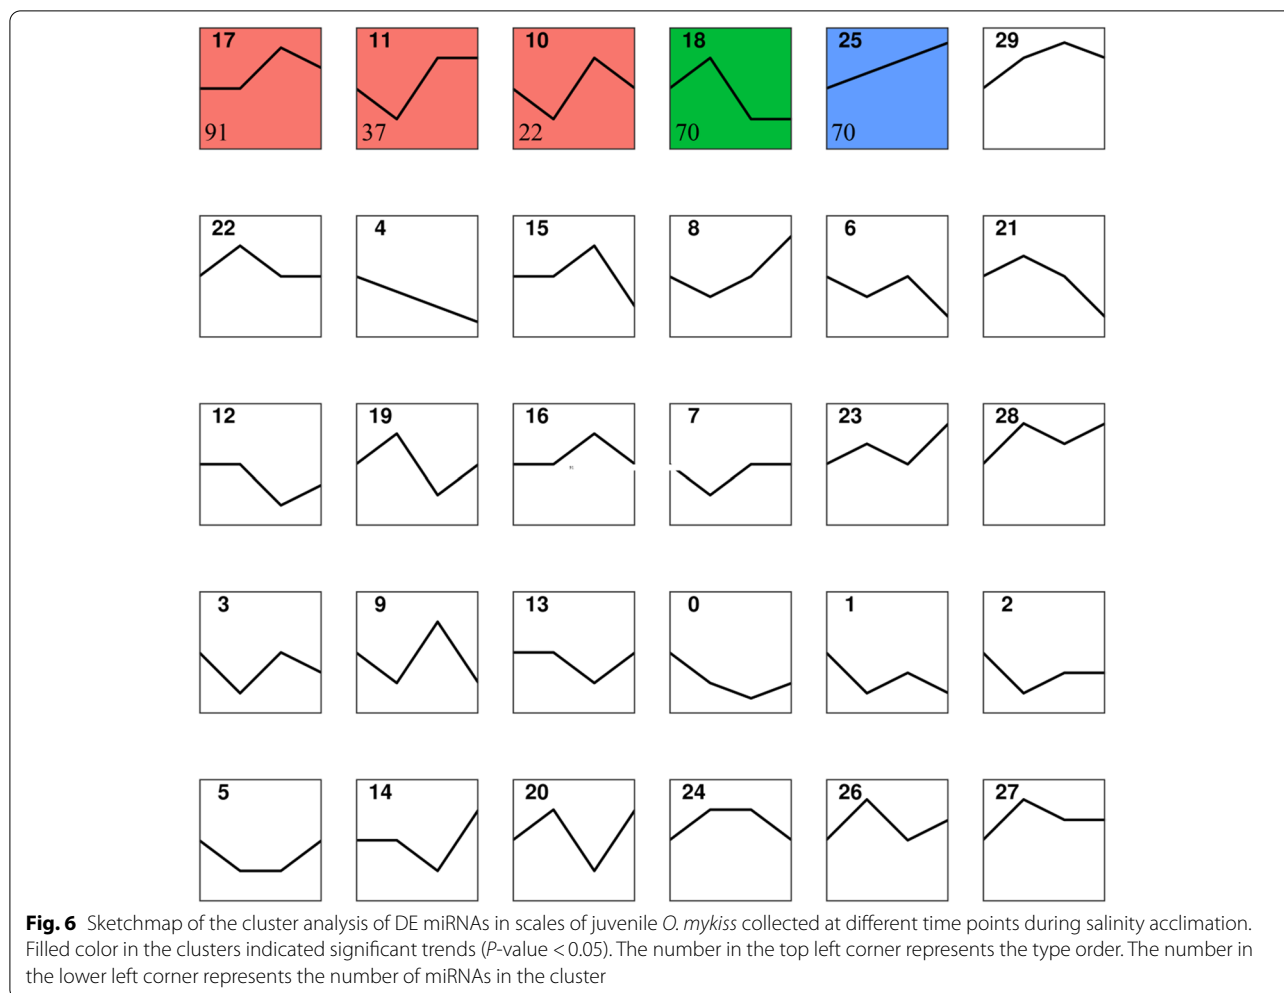 17 11 10 18 25 29
91 37 22 70 70
22 4 15 8 6 21
12 19 16 7 23 28
3 9 13 0 1 2
5 14 20 24 26 27
Fig. 6 Sketchmap of the cluster analysis of DE miRNAs in scales of juvenile O. mykiss collected at different time points during salinity acclimation.
Filled color in the clusters indicated significant trends (P-value < 0.05). The number in the top left corner represents the type order. The number in
the lower left corner represents the number of miRNAs in the cluster